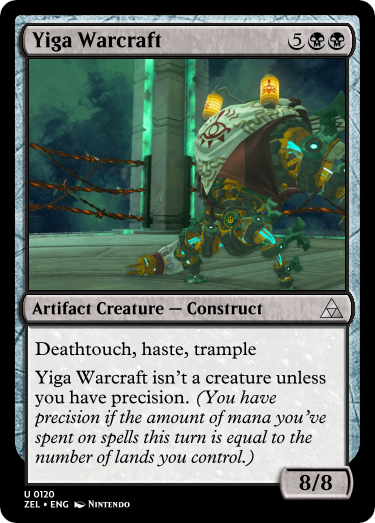 Yiga Warcraft 5
Artifact Creature — Construct
Deathtouch, haste, trample
Yiga Warcraft isn't a creature unless
you have precision. (You have
precision if the amount of mana you've
spent on spells this turn is equal to the
number of lands you control.)
8/8
U 0120
ZEL • ENG Nintendo